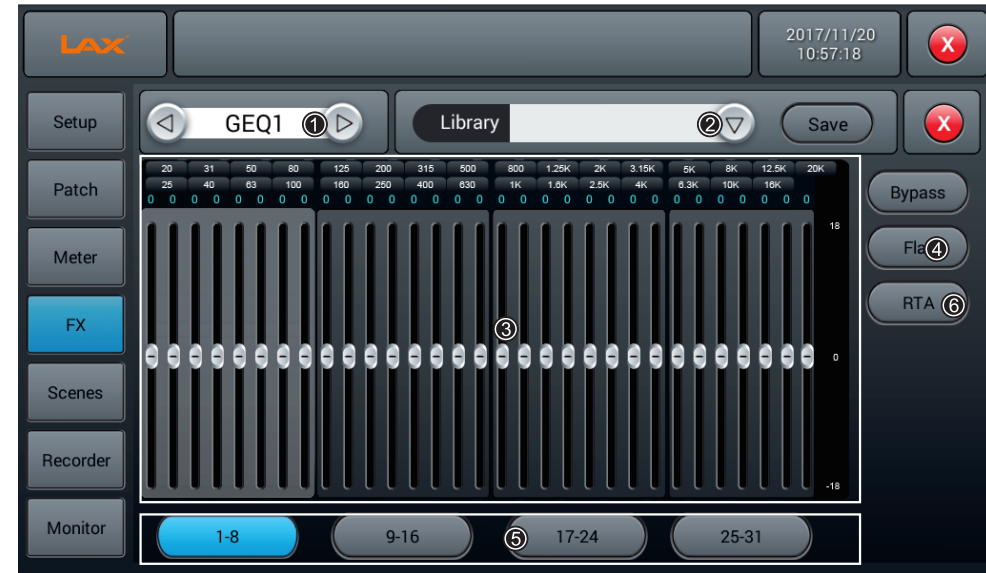 LAX
2017/11/20
10:57:18
X
Setup
Patch
Meter
FX
Scenes
Recorder
Monitor
GEQ1 ①
Library ②
Save
X
20 31 50 80 125 200 315 500 800 1.25K 2K 3.15K 5K 8K 12.5K 20K
25 40 63 100 160 250 400 630 1K 1.6K 2.5K 4K 6.3K 10K 16K
0 0 0 0 0 0 0 0 0 0 0 0 0 0 0 0 0 0 0 0 0 0 0 0 0 0 0 0 0 0 0
18
③
0
-18
Bypass
④
RTA ⑥
1-8
9-16
⑤ 17-24
25-31